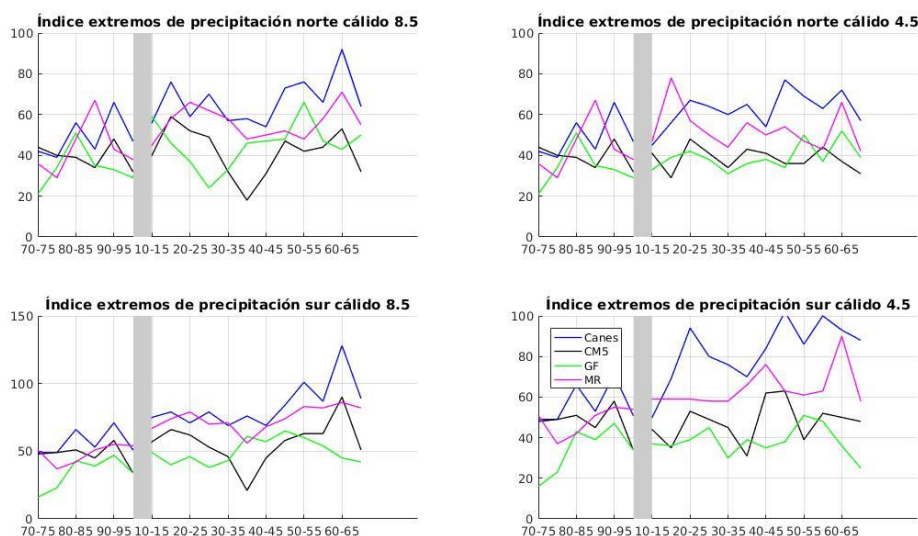 Índice extremos de precipitación norte cálido 8.5
100
80
60
40
20
0
70-75 80-85 90-95 10-15 20-25 30-35 40-45 50-55 60-65
Índice extremos de precipitación norte cálido 4.5
100
80
60
40
20
0
70-75 80-85 90-95 10-15 20-25 30-35 40-45 50-55 60-65
Índice extremos de precipitación sur cálido 8.5
150
100
50
0
70-75 80-85 90-95 10-15 20-25 30-35 40-45 50-55 60-65
Índice extremos de precipitación sur cálido 4.5
100
80
60
40
20
0
Canes
CM5
GF
MR
70-75 80-85 90-95 10-15 20-25 30-35 40-45 50-55 60-65